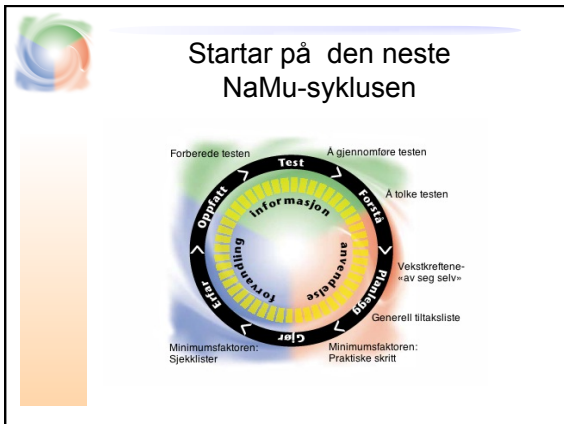 Startar på den neste
NaMu-syklusen
Forberede testen
Å gjennomføre testen
Å tolke testen
Vekstkreftene-
«av seg selv»
Generell tiltaksliste
Minimumsfaktoren:
Praktiske skritt
Minimumsfaktoren:
Sjekklister
Test
Forstå
Planlegg
Gjør
Erfar
Oppfatt
informasjon
anvendelse
forvandling